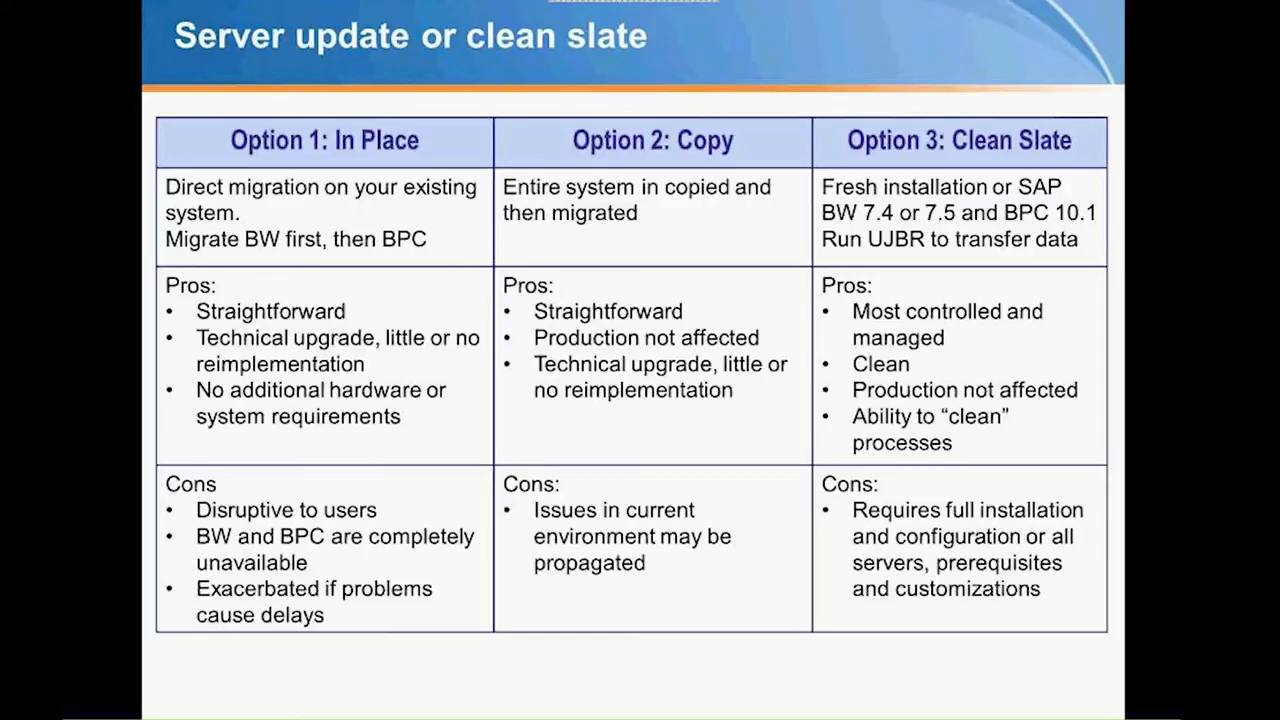 Server update or clean slate
Option 1: In Place
Option 2: Copy
Option 3: Clean Slate
Direct migration on your existing
system.
Migrate BW first, then BPC
Entire system in copied and
then migrated
Fresh installation or SAP
BW 7.4 or 7.5 and BPC 10.1
Run UJBR to transfer data
Pros:
• Straightforward
• Technical upgrade, little or no
reimplementation
• No additional hardware or
system requirements
Pros:
• Straightforward
• Production not affected
• Technical upgrade, little or
no reimplementation
Pros:
• Most controlled and
managed
• Clean
• Production not affected
• Ability to “clean”
processes
Cons
• Disruptive to users
• BW and BPC are completely
unavailable
• Exacerbated if problems
cause delays
Cons:
• Issues in current
environment may be
propagated
Cons:
• Requires full installation
and configuration or all
servers, prerequisites
and customizations